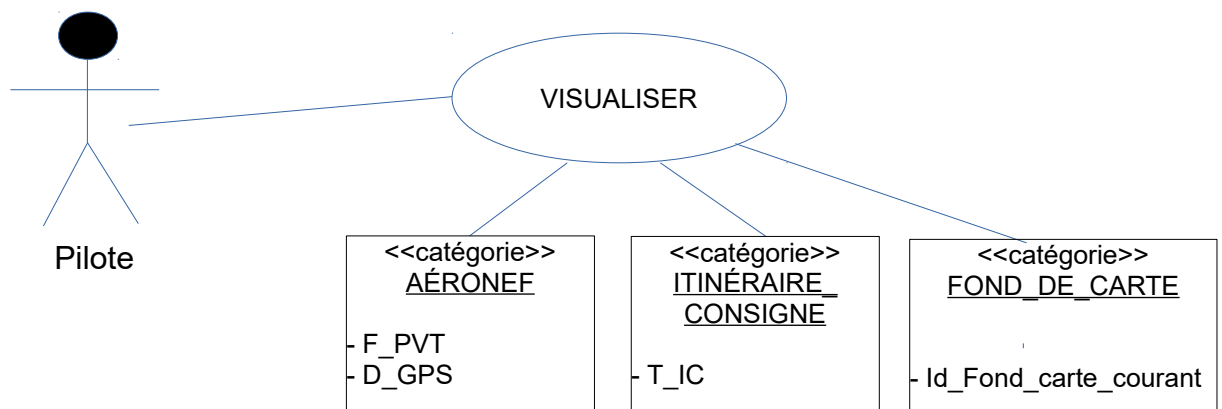 VISUALISER
Pilote
<<catégorie>>
AÉRONEF
- F_PVT
- D_GPS
<<catégorie>>
ITINÉRAIRE_
CONSIGNE
- T_IC
<<catégorie>>
FOND_DE_CARTE
- Id_Fond_carte_courant